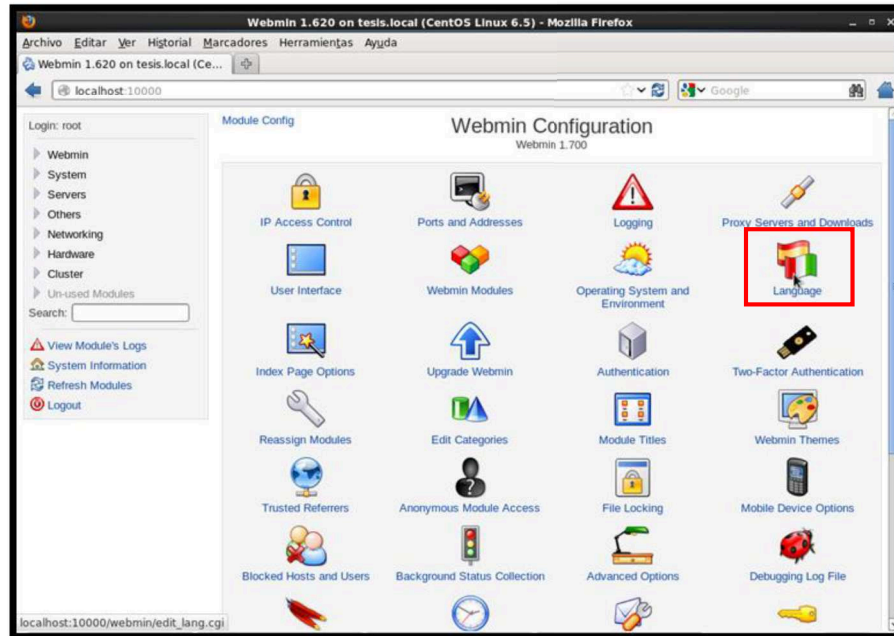 Webmin 1.620 on tesis.local (CentOS Linux 6.5) - Mozilla Firefox
Archivo Editar Ver Historial Marcadores Herramientas Ayuda
Webmin 1.620 on tesis.local (Ce...
localhost:10000
Google
Login: root
Webmin
System
Servers
Others
Networking
Hardware
Cluster
Un-used Modules
Search:
View Module's Logs
System Information
Refresh Modules
Logout
Module Config
Webmin Configuration
Webmin 1.700
IP Access Control
Ports and Addresses
Logging
Proxy Servers and Downloads
User Interface
Webmin Modules
Operating System and
Environment
Language
Index Page Options
Upgrade Webmin
Authentication
Two-Factor Authentication
Reassign Modules
Edit Categories
Module Titles
Webmin Themes
Trusted Referrers
Anonymous Module Access
File Locking
Mobile Device Options
Blocked Hosts and Users
Background Status Collection
Advanced Options
Debugging Log File
localhost:10000/webmin/edit_lang.cgi